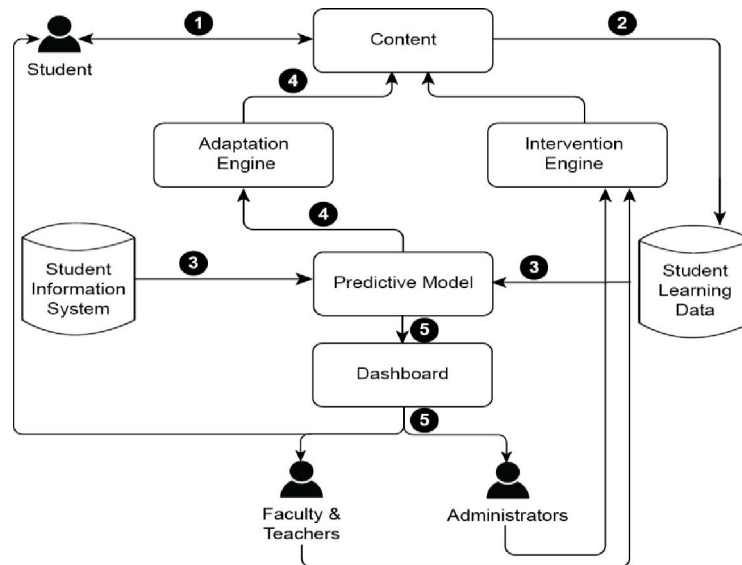 1
2
Content
Student
4
Adaptation
Engine
Intervention
Engine
4
Student
Information
System
3
Predictive Model
3
Student
Learning
Data
5
Dashboard
5
Faculty &
Teachers
Administrators